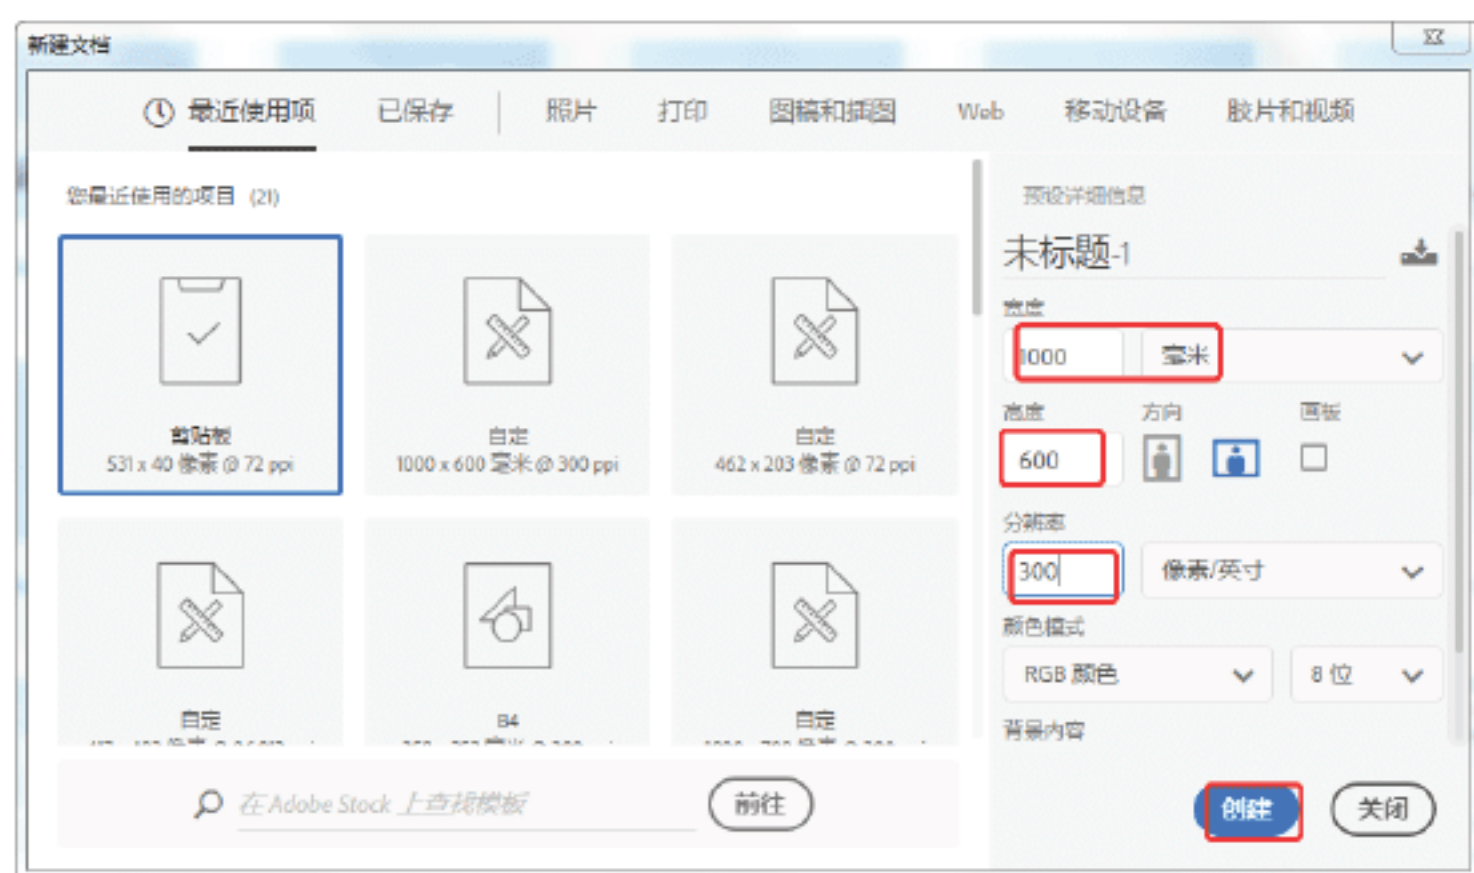 新建文档
最近使用项 已保存 照片 打印 图稿和插图 Web 移动设备 胶片和视频
您最近使用的项目 (21)
剪贴板
531 x 40 像素 @ 72 ppi
自定
1000 x 600 毫米 @ 300 ppi
自定
462 x 203 像素 @ 72 ppi
自定
B4
自定
在 Adobe Stock 上查找模板
前往
预设详细信息
未标题-1
宽度
1000 毫米
高度 方向 画板
600
分辨率
300 像素/英寸
颜色模式
RGB 颜色 8 位
背景内容
创建 关闭